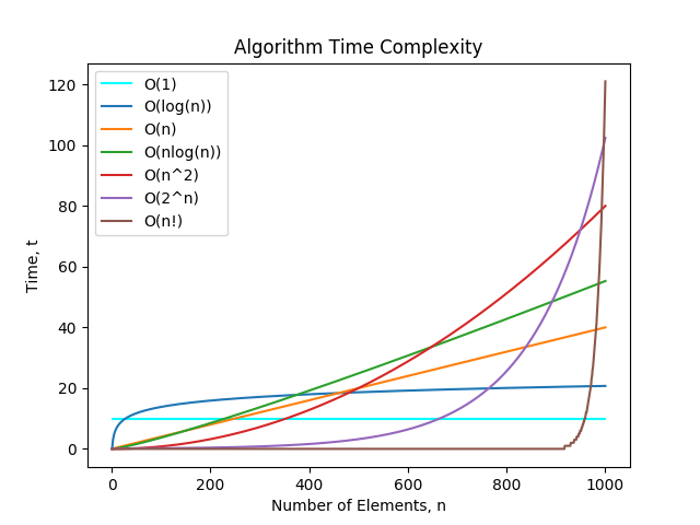 Algorithm Time Complexity
O(1)
O(log(n))
O(n)
O(nlog(n))
O(n^2)
O(2^n)
O(n!)
120
100
80
60
40
20
0
Time, t
0 200 400 600 800 1000
Number of Elements, n